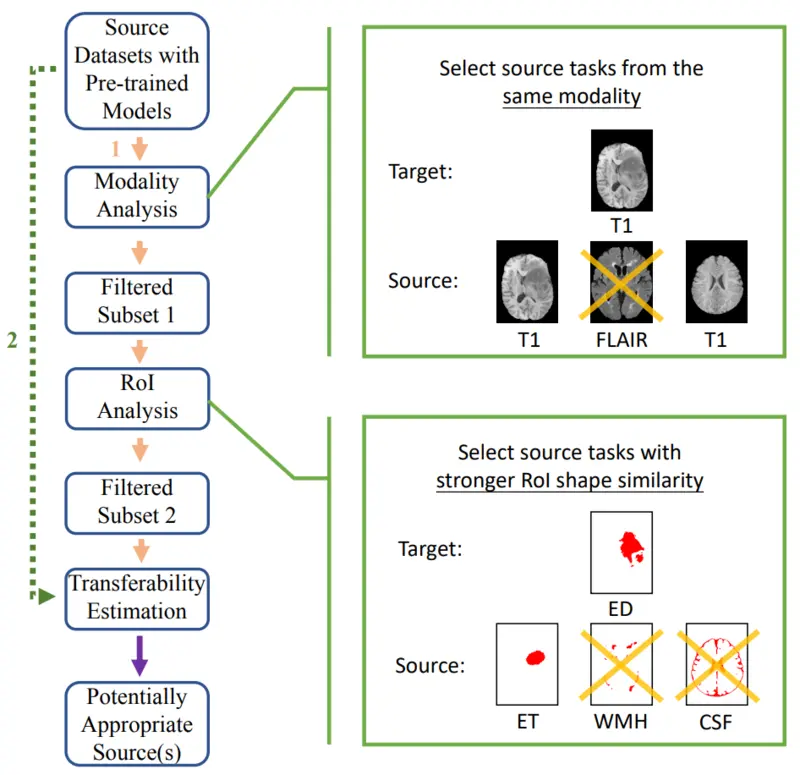 Source
Datasets with
Pre-trained
Models
1
Modality
Analysis
Filtered
Subset 1
2
RoI
Analysis
Filtered
Subset 2
Transferability
Estimation
Potentially
Appropriate
Source(s)
Select source tasks from the
same modality
Target:
T1
Source:
T1 FLAIR T1
Select source tasks with
stronger RoI shape similarity
Target:
ED
Source:
ET WMH CSF